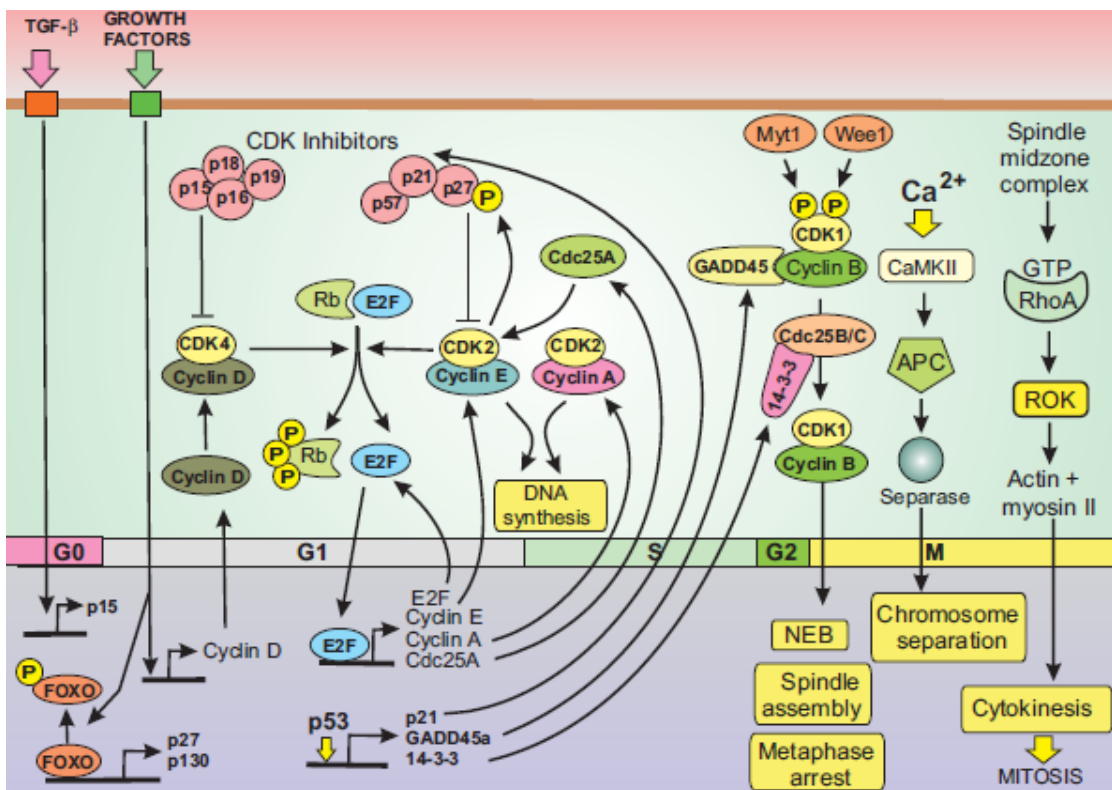 TGF-β
GROWTH
FACTORS
CDK Inhibitors
p18
p15
p19
p16
p21
p27
p57
P
Cdc25A
Rb
E2F
CDK4
Cyclin D
CDK2
Cyclin E
CDK2
Cyclin A
P
P
P
Rb
E2F
Cyclin D
DNA
synthesis
Myt1
Wee1
P
P
CDK1
Cyclin B
GADD45
Cdc25B/C
14-3-3
CDK1
Cyclin B
Ca2+
CaMKII
APC
Separase
Spindle
midzone
complex
GTP
RhoA
ROK
Actin +
myosin II
G0
G1
S
G2
M
p15
Cyclin D
P
FOXO
FOXO
p27
p130
E2F
E2F
Cyclin E
Cyclin A
Cdc25A
p53
p21
GADD45a
14-3-3
NEB
Spindle
assembly
Metaphase
arrest
Chromosome
separation
Cytokinesis
MITOSIS